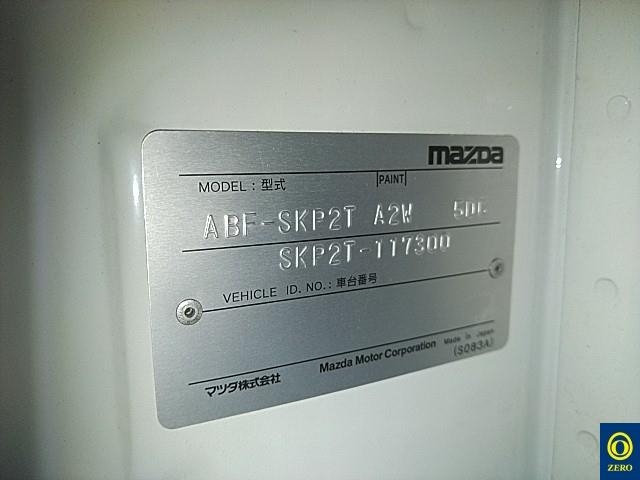 mazda
MODEL : 型式 PAINT
ABF-SKP2T A2W
SKP2T-117300
VEHICLE ID. NO. : 車台番号
マツダ株式会社 Mazda Motor Corporation Made in Japan
(S083A)
ZERO